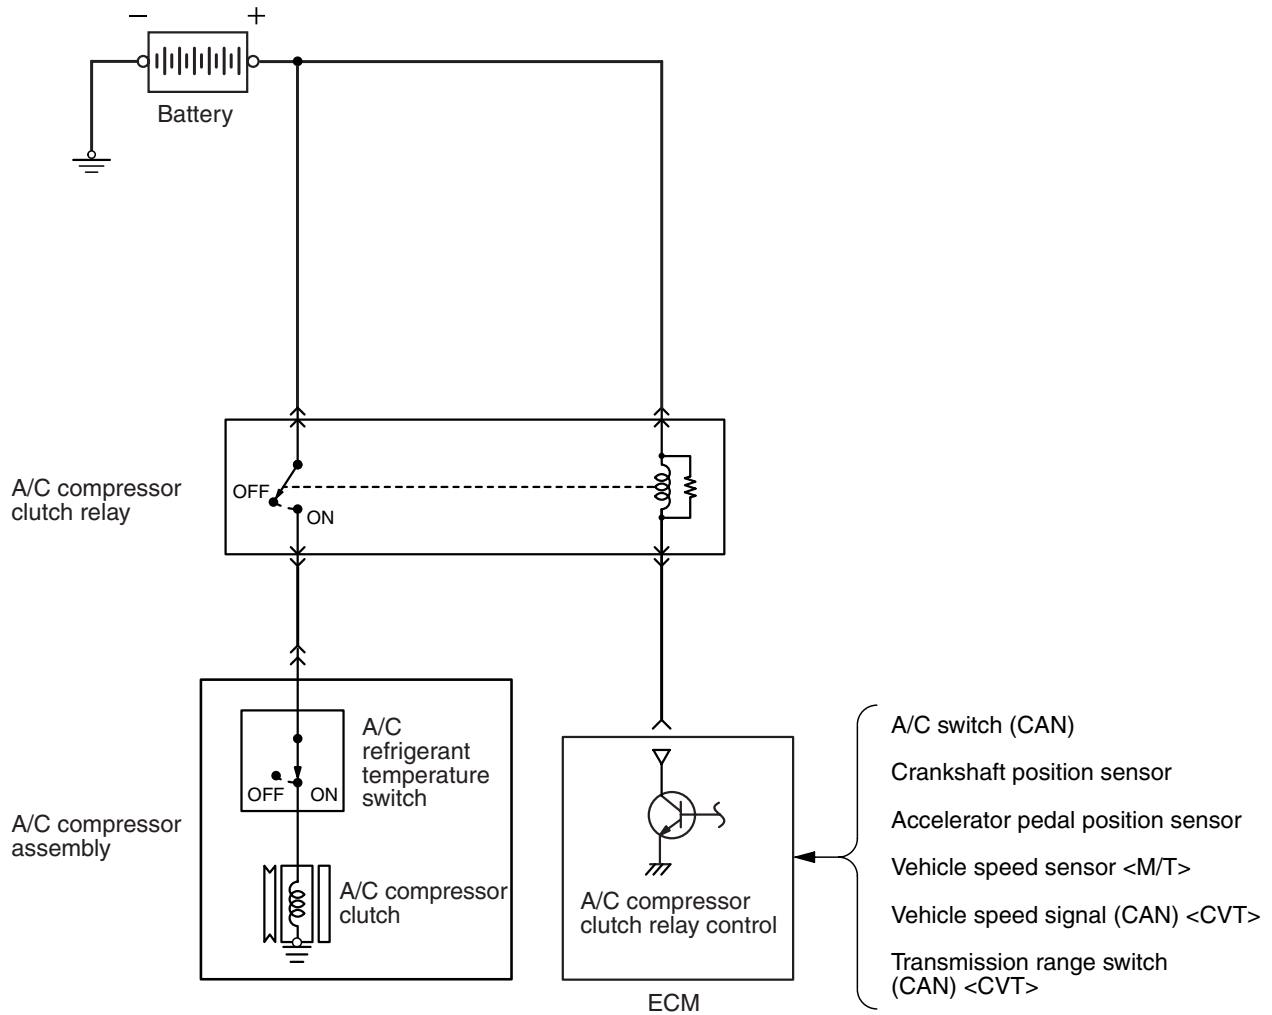 − +
Battery
A/C compressor
clutch relay
OFF
ON
A/C
refrigerant
temperature
switch
OFF ON
A/C compressor
assembly
A/C compressor
clutch
A/C compressor
clutch relay control
ECM
A/C switch (CAN)
Crankshaft position sensor
Accelerator pedal position sensor
Vehicle speed sensor <M/T>
Vehicle speed signal (CAN) <CVT>
Transmission range switch
(CAN) <CVT>